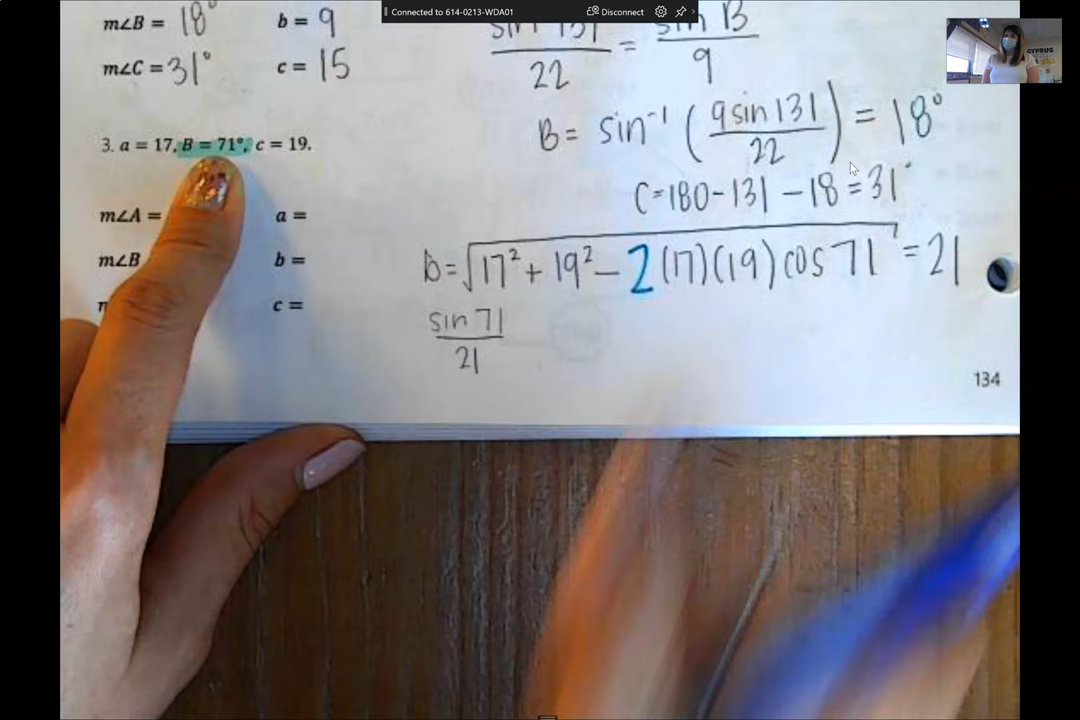 Connected to 614-0213-WDA01
Disconnect
m∠B = 18° b = 9
sin 131 / 22 = sin B / 9
m∠C = 31° c = 15
B = sin⁻¹ ( 9 sin 131 / 22 ) = 18°
3. a = 17, B = 71°, c = 19.
C = 180 - 131 - 18 = 31°
m∠A = a =
b = √17² + 19² - 2 (17)(19) cos 71 = 21
m∠B b =
c =
sin 71 / 21
134